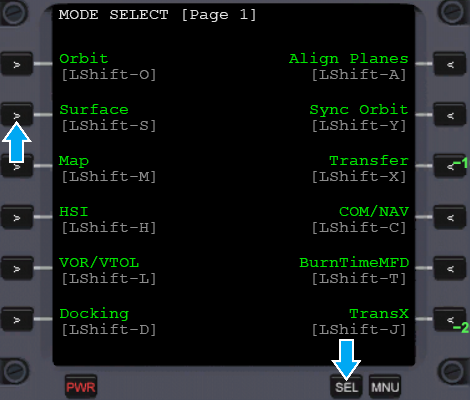 MODE SELECT [Page 1]
Orbit Align Planes
[LShift-O] [LShift-A]
Surface Sync Orbit
[LShift-S] [LShift-Y]
Map Transfer
[LShift-M] [LShift-X]
-1
HSI COM/NAV
[LShift-H] [LShift-C]
VOR/VTOL BurnTimeMFD
[LShift-L] [LShift-T]
Docking TransX
[LShift-D] [LShift-J]
-2
PWR SEL MNU